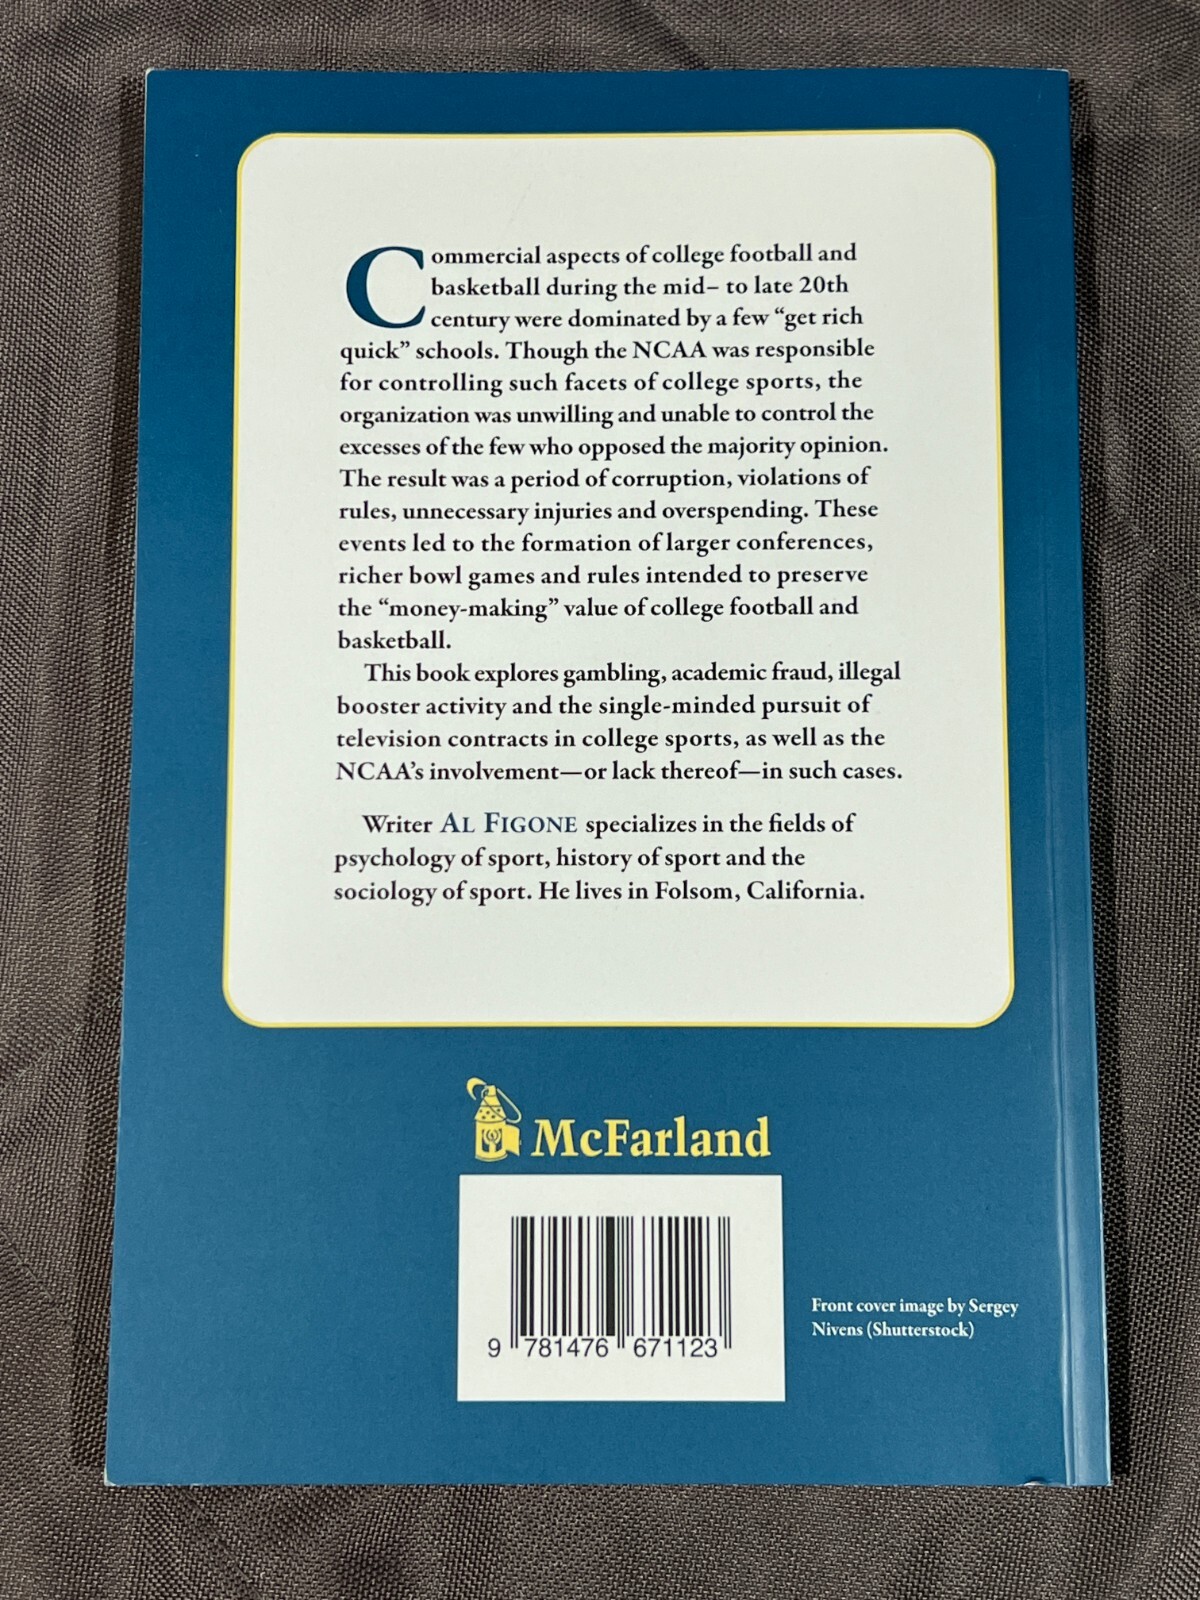 Commercial aspects of college football and
basketball during the mid– to late 20th
century were dominated by a few “get rich
quick” schools. Though the NCAA was responsible
for controlling such facets of college sports, the
organization was unwilling and unable to control the
excesses of the few who opposed the majority opinion.
The result was a period of corruption, violations of
rules, unnecessary injuries and overspending. These
events led to the formation of larger conferences,
richer bowl games and rules intended to preserve
the “money-making” value of college football and
basketball.
This book explores gambling, academic fraud, illegal
booster activity and the single-minded pursuit of
television contracts in college sports, as well as the
NCAA’s involvement—or lack thereof—in such cases.
Writer AL FIGONE specializes in the fields of
psychology of sport, history of sport and the
sociology of sport. He lives in Folsom, California.
McFarland
9 781476 671123
Front cover image by Sergey
Nivens (Shutterstock)